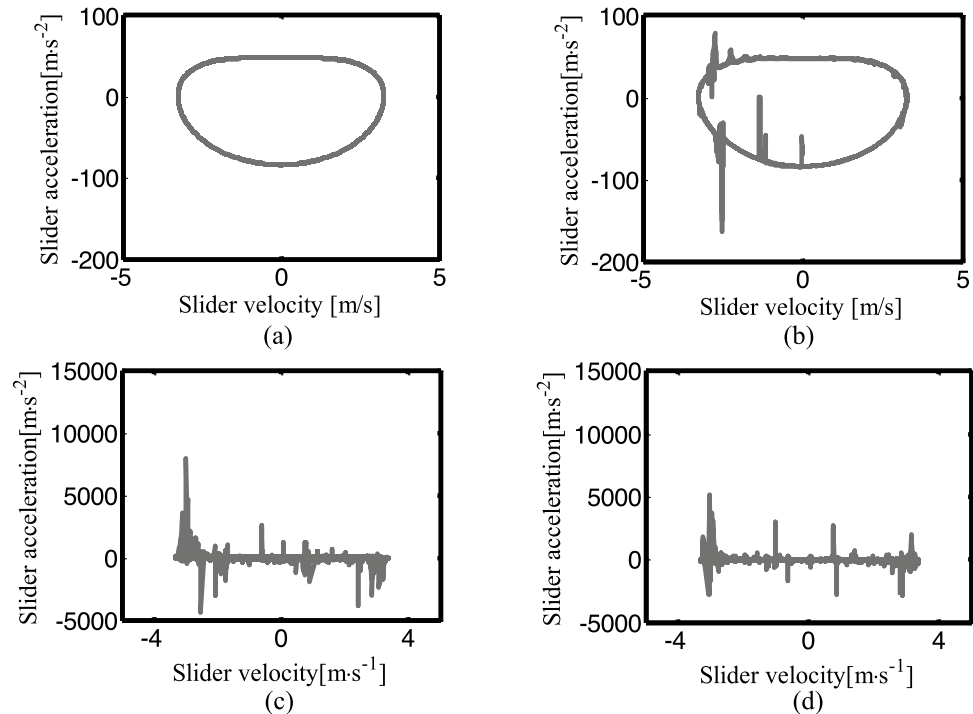 100
0
-100
-200
-5
0
5
Slider acceleration[m·s-2]
Slider velocity [m/s]
(a)
100
0
-100
-200
-5
0
5
Slider acceleration[m·s-2]
Slider velocity [m/s]
(b)
15000
10000
5000
0
-5000
-4
0
4
Slider acceleration[m·s-2]
Slider velocity[m·s-1]
(c)
15000
10000
5000
0
-5000
-4
0
4
Slider acceleration[m·s-2]
Slider velocity[m·s-1]
(d)